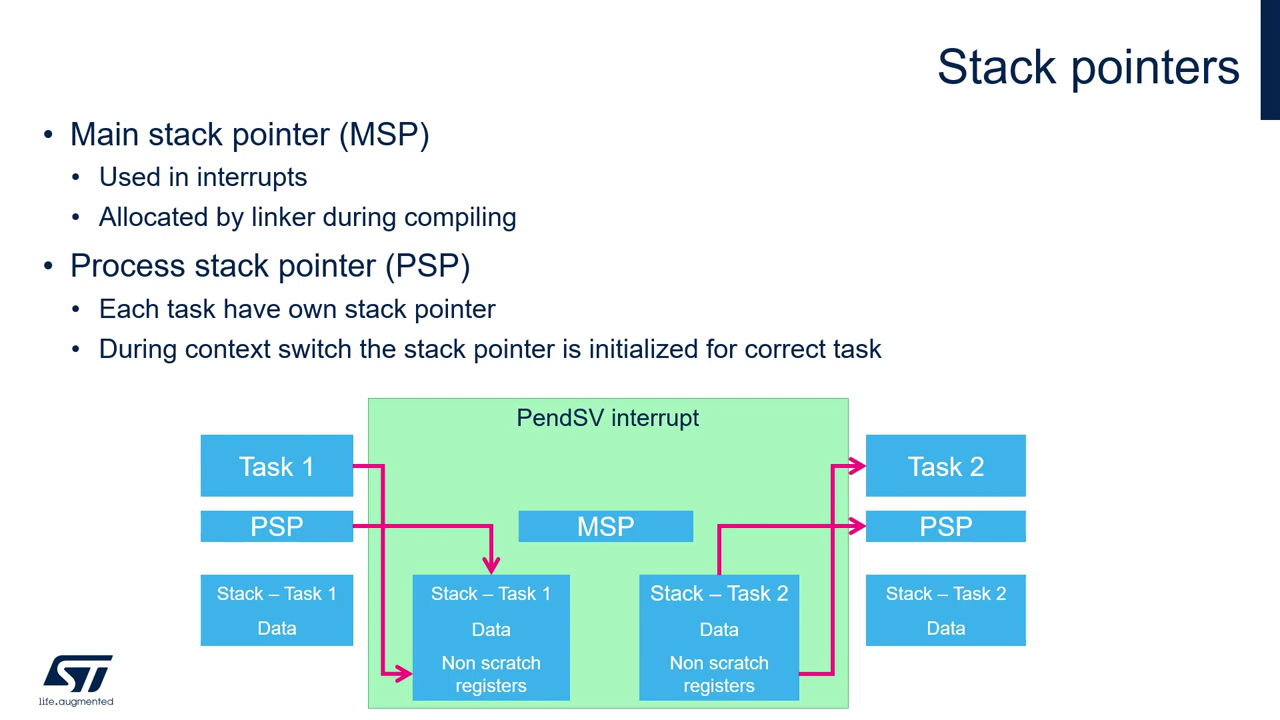 Stack pointers
• Main stack pointer (MSP)
• Used in interrupts
• Allocated by linker during compiling
• Process stack pointer (PSP)
• Each task have own stack pointer
• During context switch the stack pointer is initialized for correct task
PendSV interrupt
Task 1
PSP
Stack – Task 1
Data
MSP
Stack – Task 1
Data
Non scratch
registers
Stack – Task 2
Data
Non scratch
registers
Task 2
PSP
Stack – Task 2
Data
ST
life.augmented